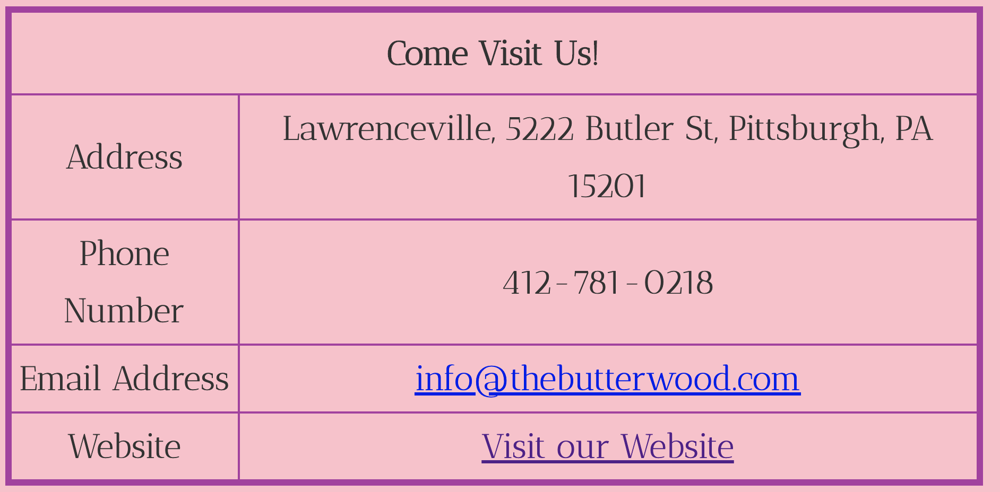 Come Visit Us!
Address
Lawrenceville, 5222 Butler St, Pittsburgh, PA
15201
Phone
Number
412-781-0218
Email Address
info@thebutterwood.com
Website
Visit our Website